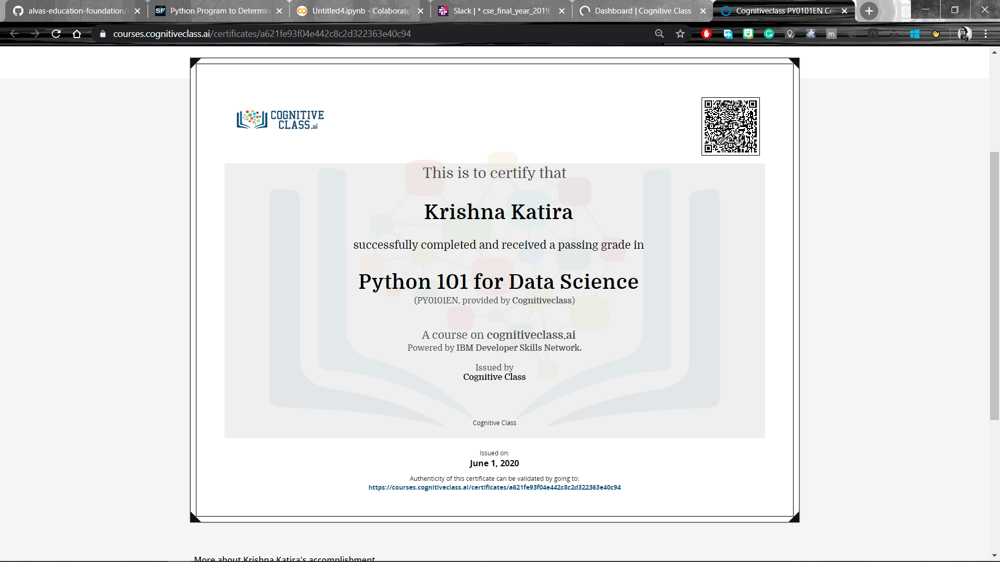 alvas-education-foundation/
Python Program to Determin
Untitled4.ipynb - Colaborato
Slack | * cse_final_year_2019_
Dashboard | Cognitive Class
Cognitiveclass PY0101EN Ce
courses.cognitiveclass.ai/certificates/a621fe93f04e442c8c2d322363e40c94
COGNITIVE
CLASS.ai
This is to certify that
Krishna Katira
successfully completed and received a passing grade in
Python 101 for Data Science
(PY0101EN, provided by Cognitiveclass)
A course on cognitiveclass.ai
Powered by IBM Developer Skills Network.
Issued by
Cognitive Class
Cognitive Class
Issued on:
June 1, 2020
Authenticity of this certificate can be validated by going to:
https://courses.cognitiveclass.ai/certificates/a621fe93f04e442c8c2d322363e40c94
More about Krishna Katira's accomplishment